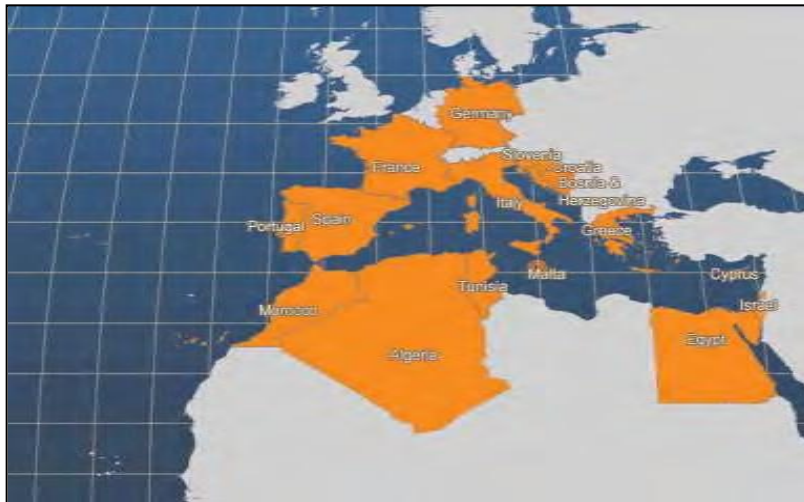 Germany
Slovenia
Croatia
France
Bosnia &
Herzegovina
Italy
Portugal
Spain
Greece
Malta
Cyprus
Tunisia
Israel
Morocco
Egypt
Algeria